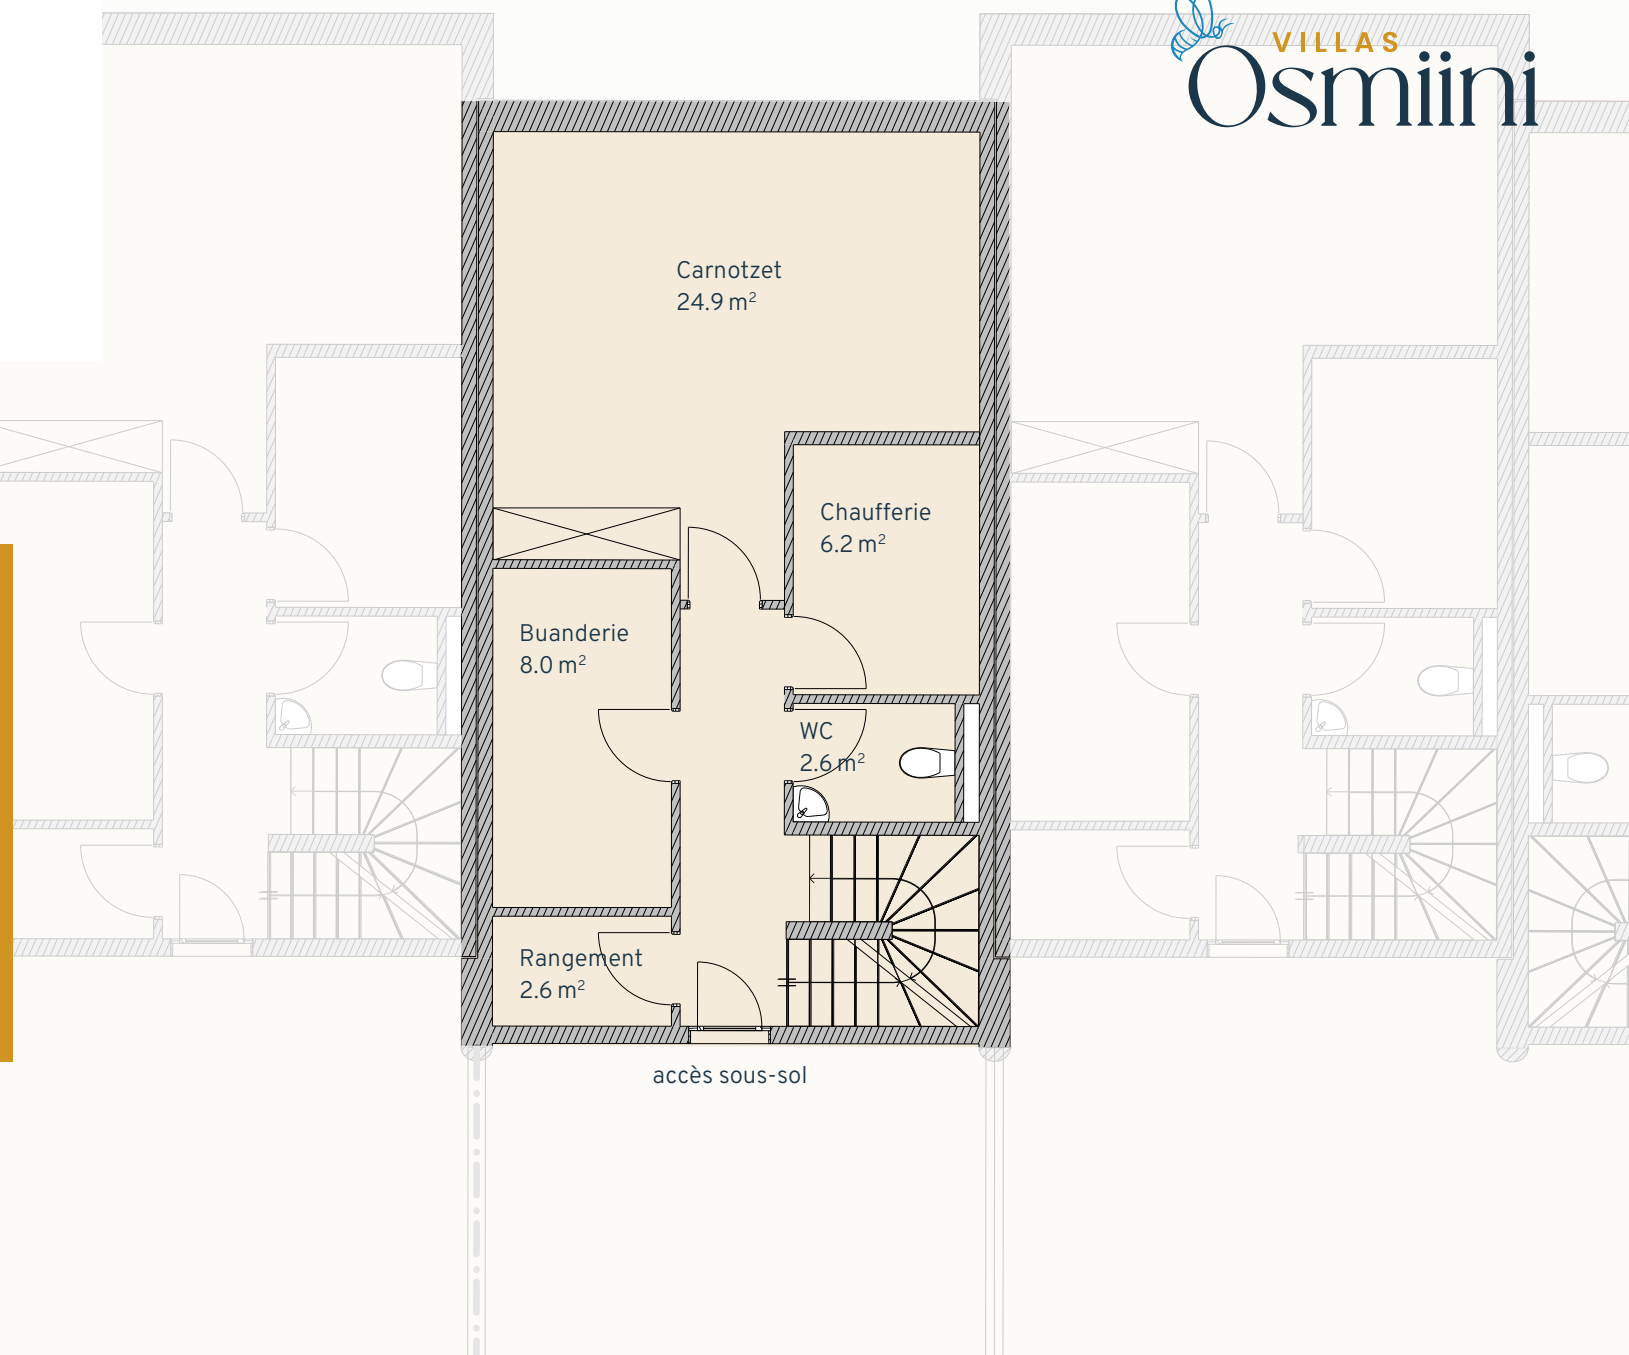 VILLAS
Osmiini
Carnotzet
24.9 m²
Chaufferie
6.2 m²
Buanderie
8.0 m²
WC
2.6 m²
Rangement
2.6 m²
accès sous-sol